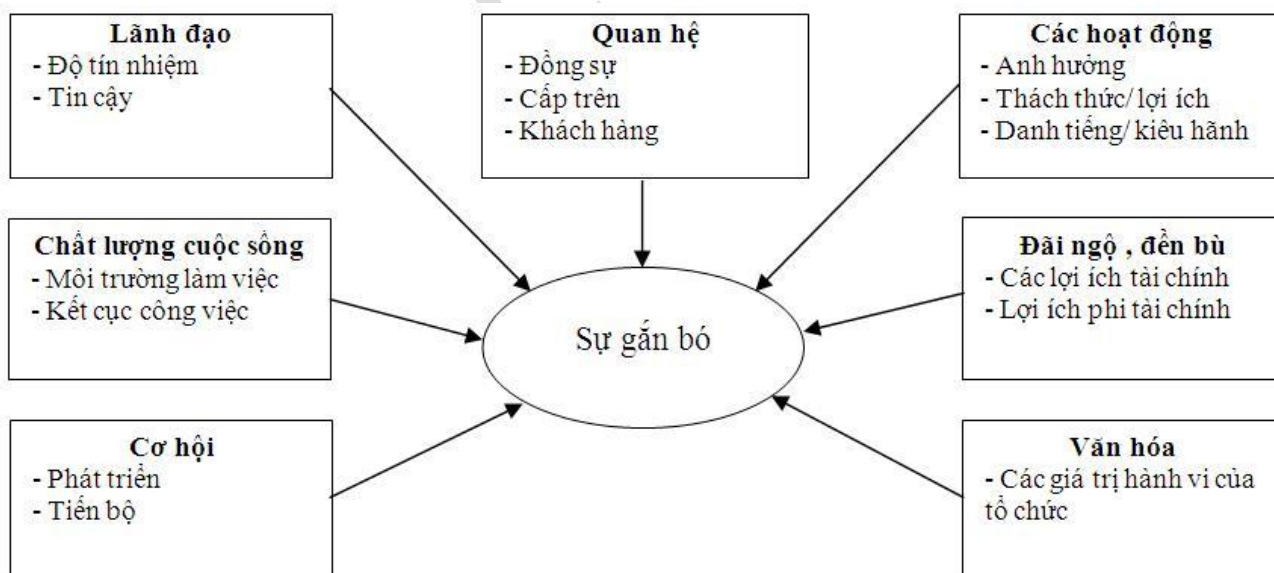 Lãnh đạo
- Độ tín nhiệm
- Tin cậy
Quan hệ
- Đồng sự
- Cấp trên
- Khách hàng
Các hoạt động
- Anh hưởng
- Thách thức/ lợi ích
- Danh tiếng/ kiêu hãnh
Chất lượng cuộc sống
- Môi trường làm việc
- Kết cục công việc
Sự gắn bó
Đãi ngộ , đền bù
- Các lợi ích tài chính
- Lợi ích phi tài chính
Cơ hội
- Phát triển
- Tiến bộ
Văn hóa
- Các giá trị hành vi của
tổ chức